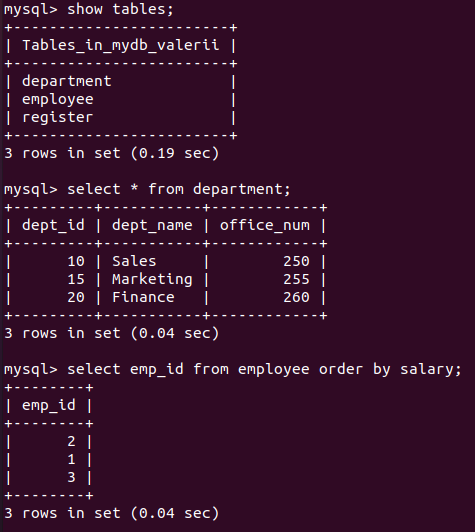 mysql> show tables;
+------------------------+
| Tables_in_mydb_valerii |
+------------------------+
| department             |
| employee               |
| register               |
+------------------------+
3 rows in set (0.19 sec)
mysql> select * from department;
+---------+-----------+------------+
| dept_id | dept_name | office_num |
+---------+-----------+------------+
|      10 | Sales     |        250 |
|      15 | Marketing |        255 |
|      20 | Finance   |        260 |
+---------+-----------+------------+
3 rows in set (0.04 sec)
mysql> select emp_id from employee order by salary;
+--------+
| emp_id |
+--------+
|      2 |
|      1 |
|      3 |
+--------+
3 rows in set (0.04 sec)